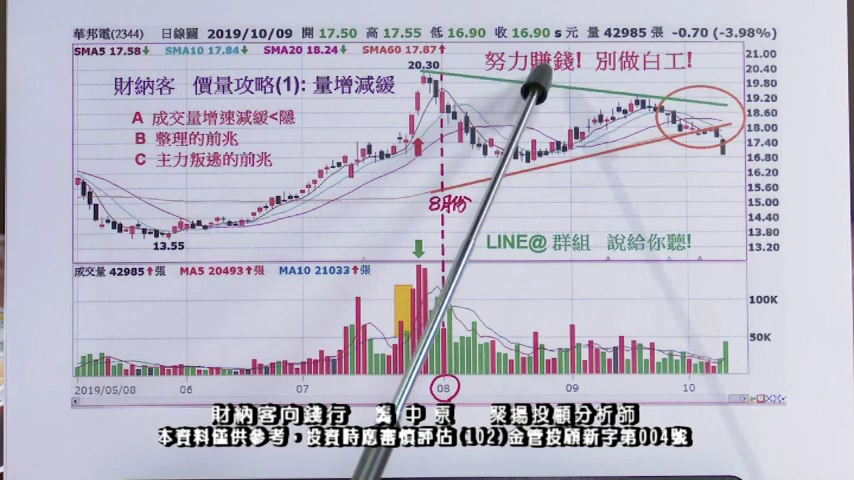 華邦電(2344) 日線圖 2019/10/09 開 17.50 高 17.55 低 16.90 收 16.90 s 元 量 42985 張 -0.70 (-3.98%)
SMA5 17.58↓ SMA10 17.84↓ SMA20 18.24↓ SMA60 17.87↑
努力賺錢! 別做白工!
財納客 價量攻略(1): 量增減緩
A 成交量增速減緩<隱
B 整理的前兆
C 主力叛逃的前兆
20.30
13.55
8月份
LINE@ 群組 說給你聽!
21.00
20.40
19.80
19.20
18.60
18.00
17.40
16.80
16.20
15.60
15.00
14.40
13.80
13.20
成交量 42985↑張 MA5 20493↑張 MA10 21033↑張
100K
50K
2019/05/08 06 07 08 09 10
財納客向錢行 吳中泉 聚揚投顧分析師
本資料僅供參考，投資時應審慎評估 (102)金管投顧新字第004號